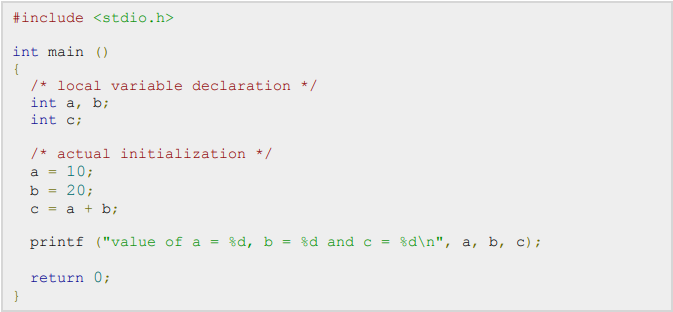 #include <stdio.h>
int main ()
{
/* local variable declaration */
int a, b;
int c;
/* actual initialization */
a = 10;
b = 20;
c = a + b;
printf ("value of a = %d, b = %d and c = %d\n", a, b, c);
return 0;
}